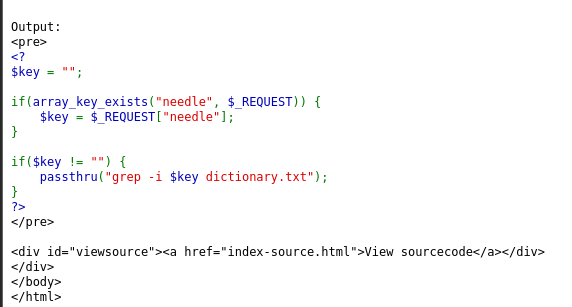 Output:
<pre>
<?
$key = "";

if(array_key_exists("needle", $_REQUEST)) {
    $key = $_REQUEST["needle"];
}

if($key != "") {
    passthru("grep -i $key dictionary.txt");
}
?>
</pre>

<div id="viewsource"><a href="index-source.html">View sourcecode</a></div>
</div>
</body>
</html>